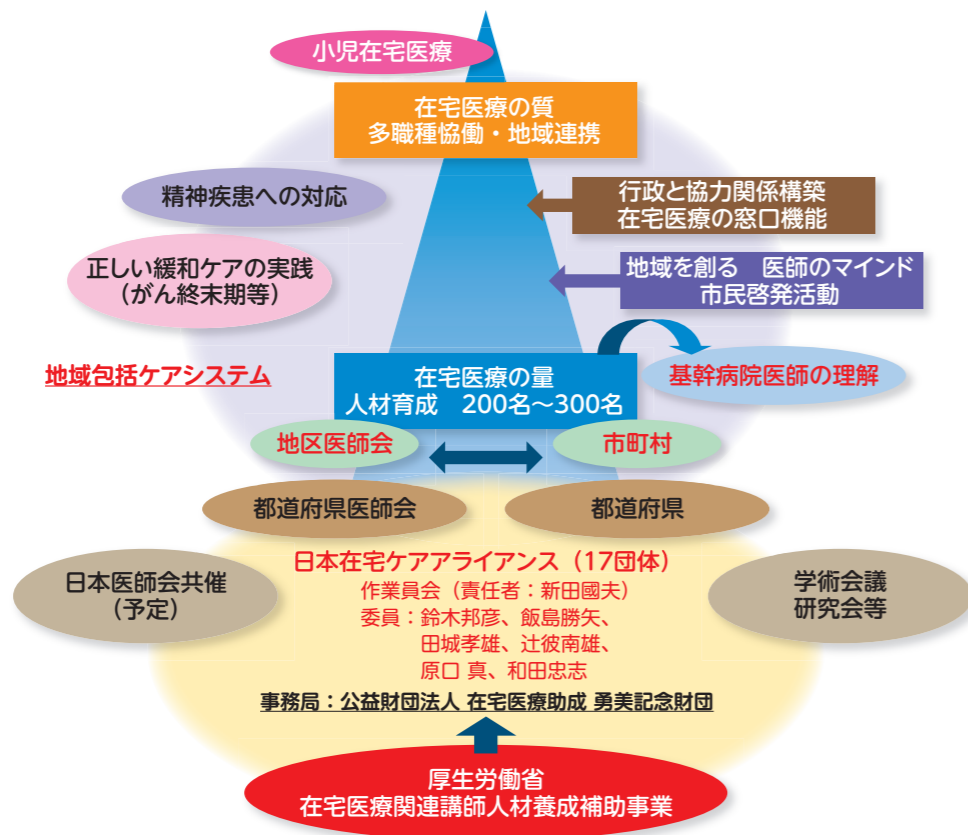 小児在宅医療
在宅医療の質
多職種協働・地域連携
精神疾患への対応
行政と協力関係構築
在宅医療の窓口機能
正しい緩和ケアの実践
（がん終末期等）
地域を創る　医師のマインド
市民啓発活動
地域包括ケアシステム
在宅医療の量
人材育成　200名～300名
基幹病院医師の理解
地区医師会
市町村
都道府県医師会
都道府県
日本在宅ケアアライアンス（17団体）
作業員会（責任者：新田國夫）
委員：鈴木邦彦、飯島勝矢、
田城孝雄、辻彼南雄、
原口 真、和田忠志
日本医師会共催
（予定）
学術会議
研究会等
事務局：公益財団法人 在宅医療助成 勇美記念財団
厚生労働省
在宅医療関連講師人材養成補助事業